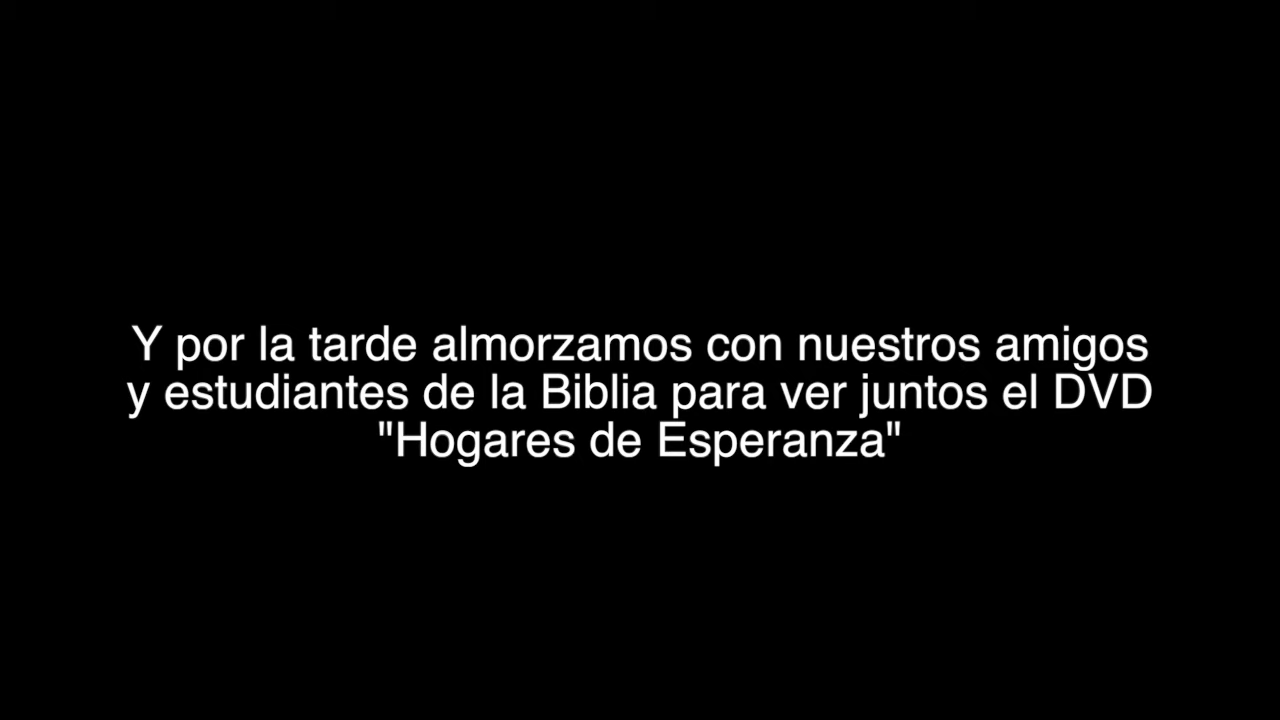 Y por la tarde almorzamos con nuestros amigos
y estudiantes de la Biblia para ver juntos el DVD
"Hogares de Esperanza"